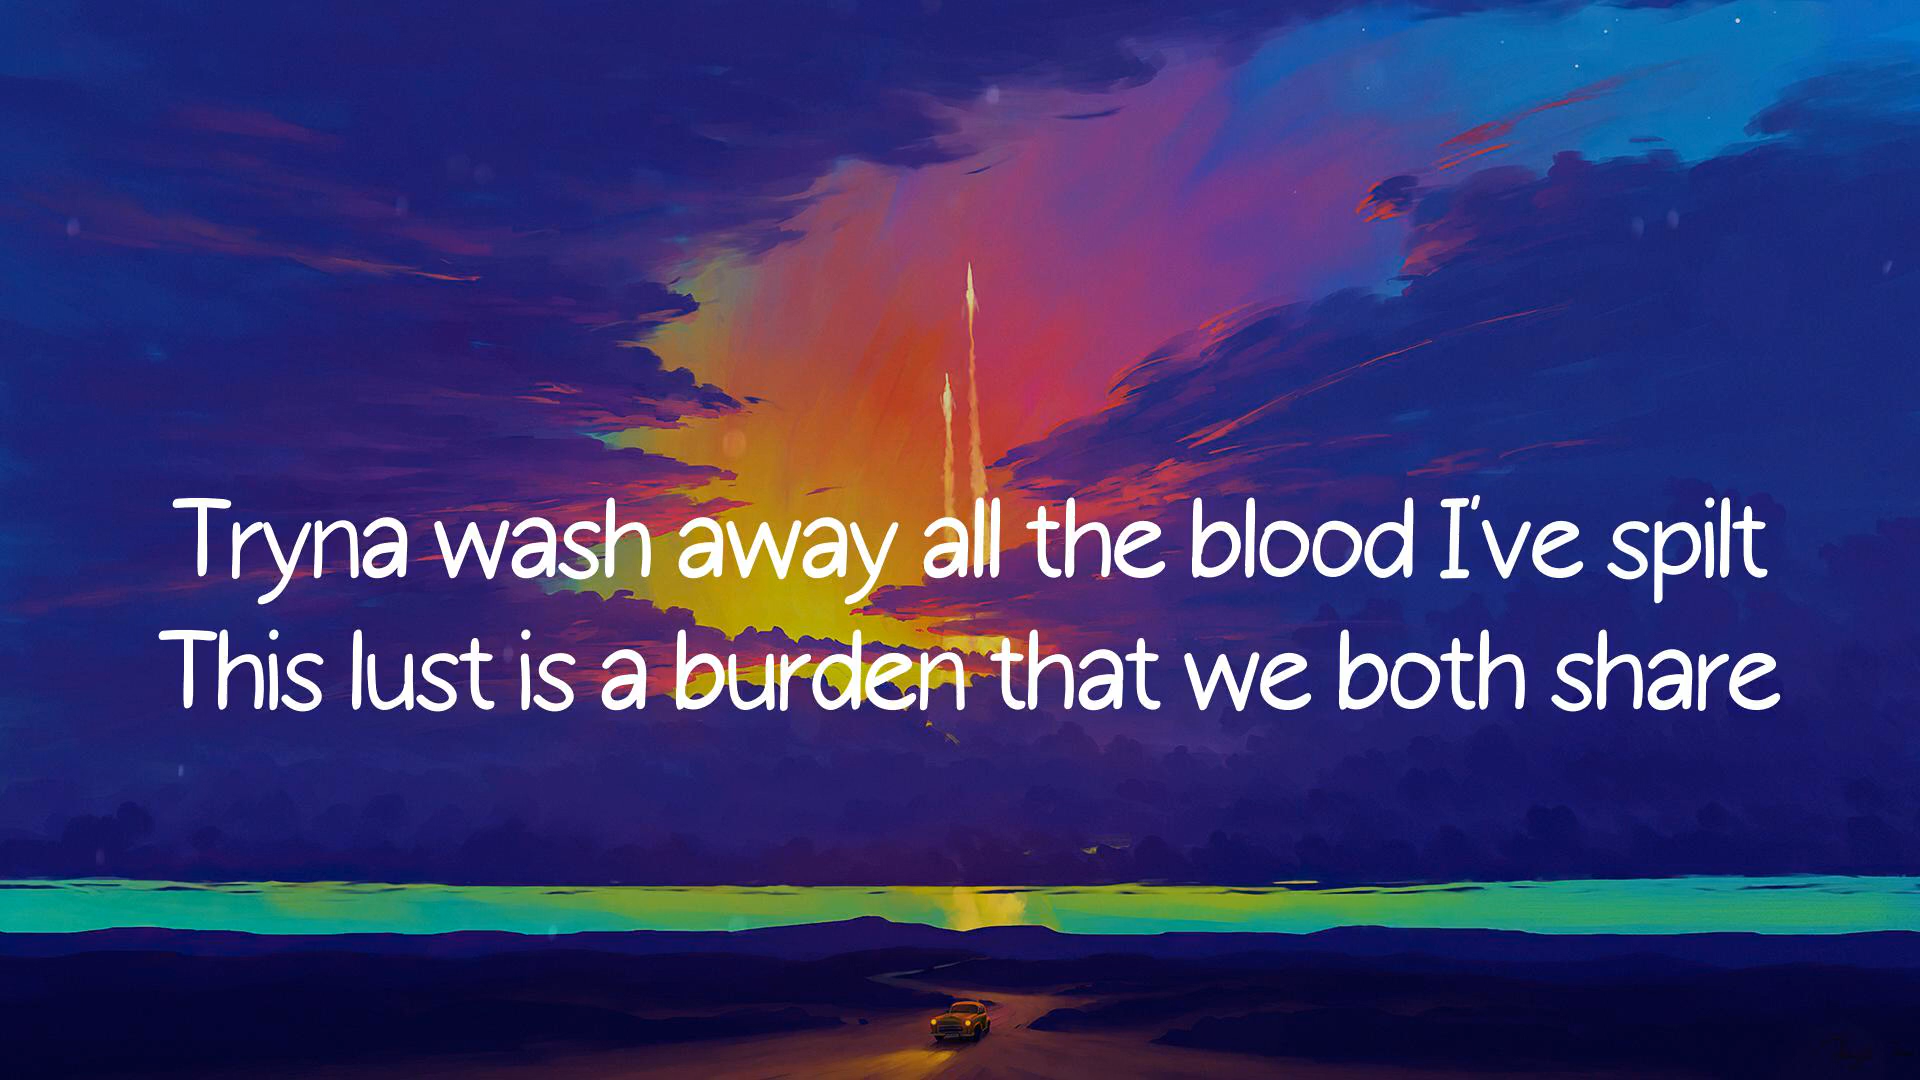 Tryna wash away all the blood I've spilt
This lust is a burden that we both share